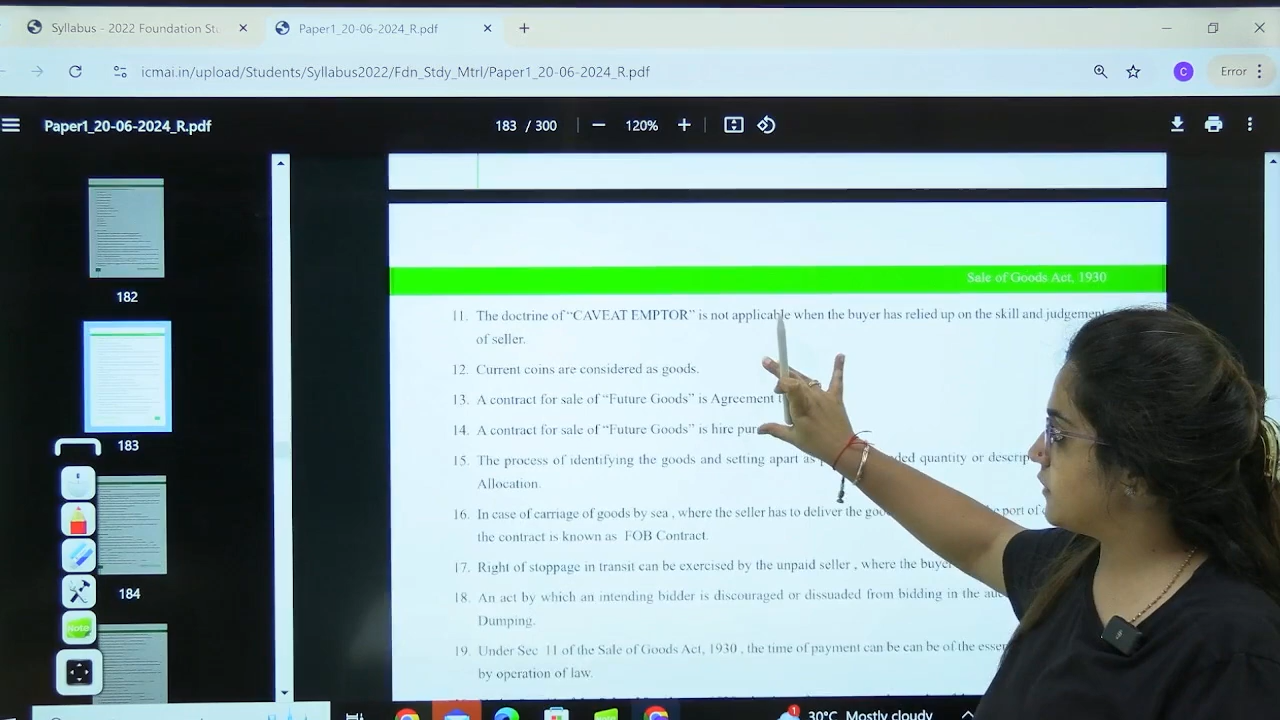 Syllabus - 2022 Foundation Stu
Paper1_20-06-2024_R.pdf
icmai.in/upload/Students/Syllabus2022/Fdn_Stdy_Mtrl/Paper1_20-06-2024_R.pdf
C
Error
Paper1_20-06-2024_R.pdf
183 / 300
120%
182
183
184
Note
Sale of Goods Act, 1930
11. The doctrine of "CAVEAT EMPTOR" is not applicable when the buyer has relied up on the skill and judgement
of seller.
12. Current coins are considered as goods.
13. A contract for sale of "Future Goods" is Agreement
14. A contract for sale of "Future Goods" is hire
15. The process of identifying the goods and setting apart as quantity or
Allocation.
16. In case of carriage of goods by sea , where the seller has to deliver the port of
the contract is known as FOB Contract.
17. Right of stoppage in transit can be exercised by the unpaid seller , where the
18. An act by which an intending bidder is discouraged or dissuaded from bidding in the
Dumping.
19. Under Sec 11 of the Sale of Goods Act, 1930 , the time of payment can be can be of the
by operation of law.
1
30°C Mostly cloudy